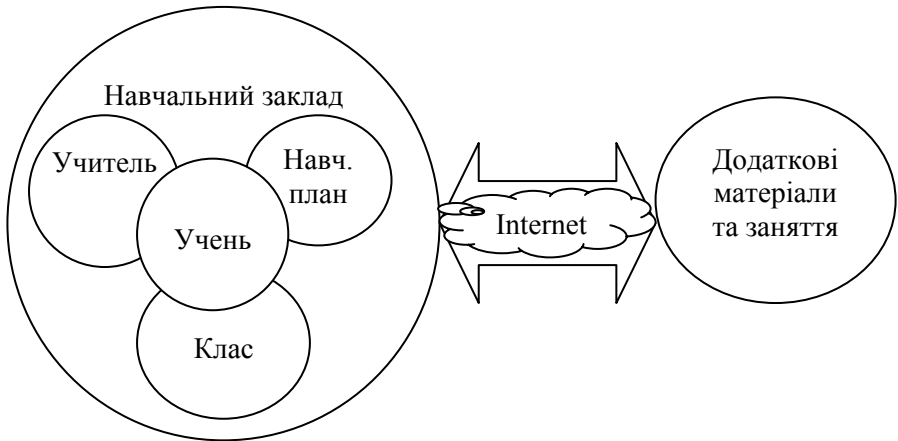 Навчальний заклад
Учитель
Навч.
план
Учень
Клас
Internet
Додаткові
матеріали
та заняття